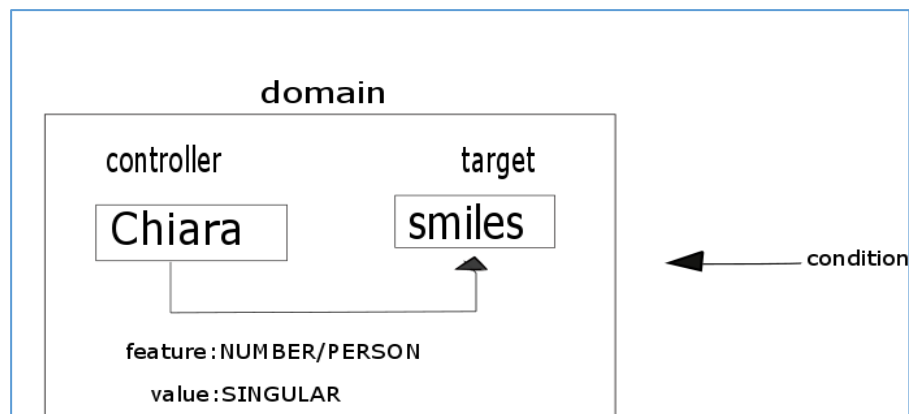 domain
controller target
Chiara smiles
condition
feature:NUMBER/PERSON
value:SINGULAR